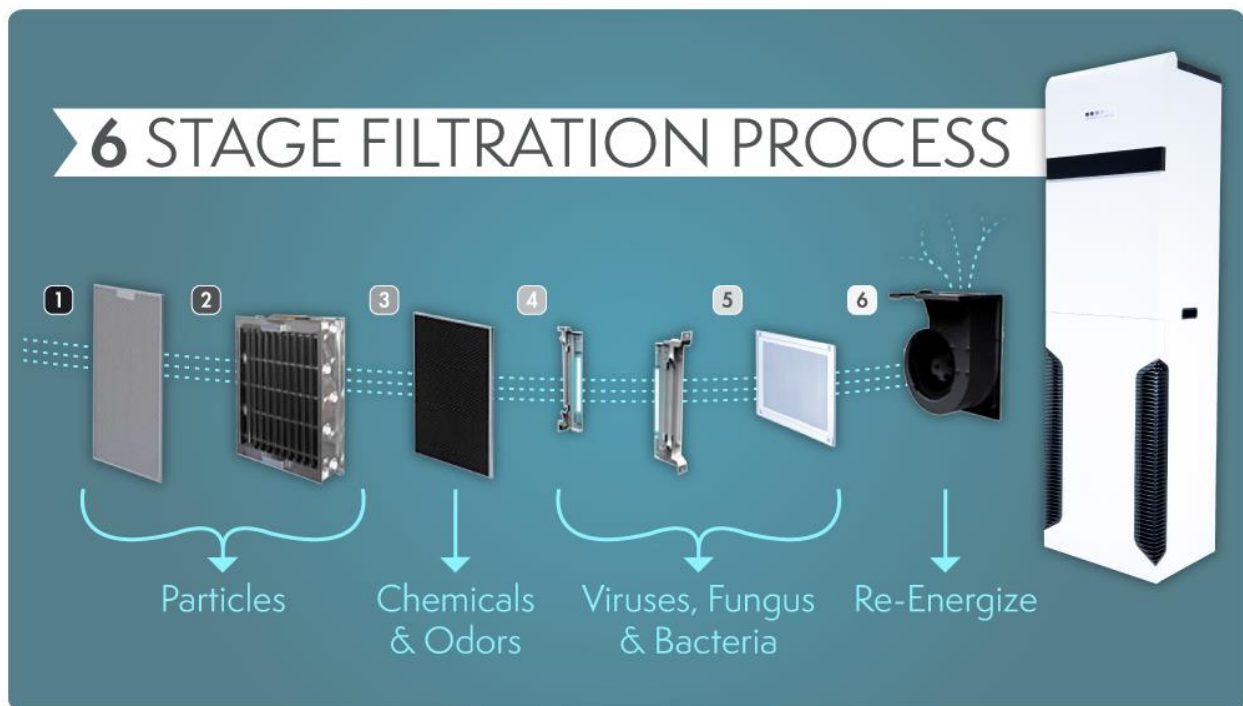 6 STAGE FILTRATION PROCESS
1
2
3
4
5
6
Particles
Chemicals
& Odors
Viruses, Fungus
& Bacteria
Re-Energize